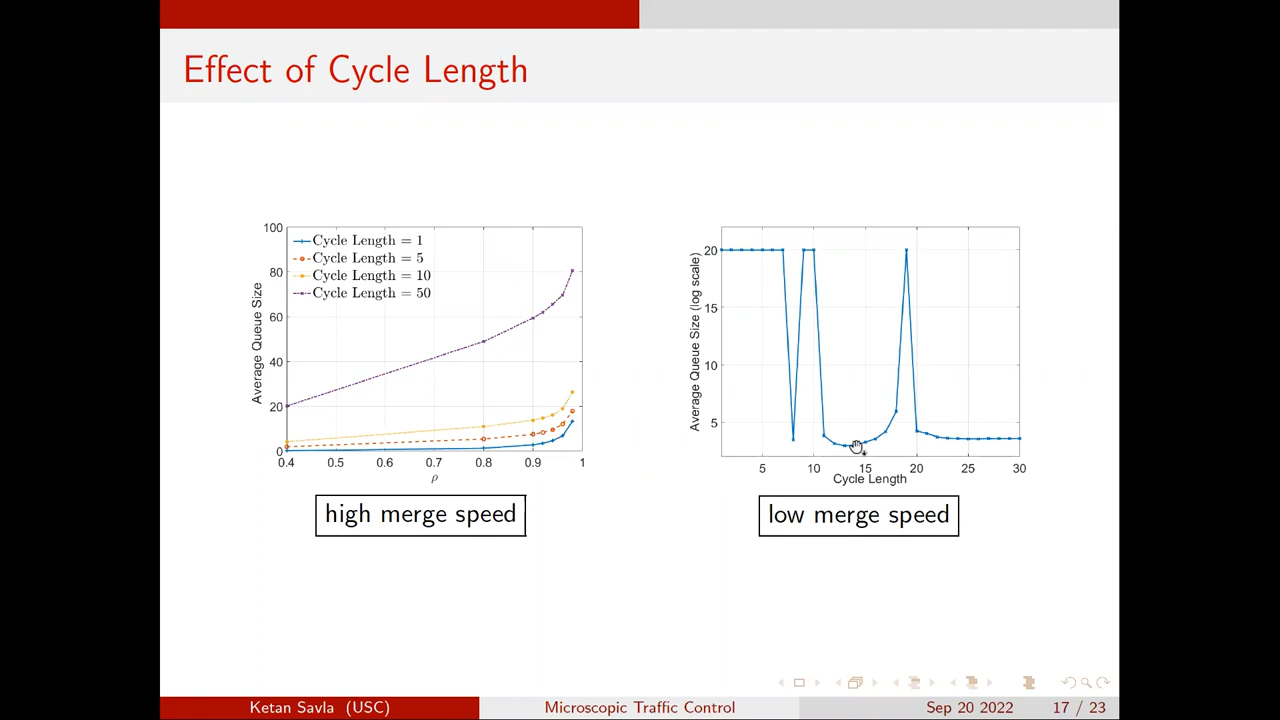 Effect of Cycle Length
100
80
60
40
20
0
Average Queue Size
Cycle Length = 1
Cycle Length = 5
Cycle Length = 10
Cycle Length = 50
0.4 0.5 0.6 0.7 0.8 0.9 1
ρ
high merge speed
20
15
10
5
Average Queue Size (log scale)
5 10 15 20 25 30
Cycle Length
low merge speed
Ketan Savla (USC) Microscopic Traffic Control Sep 20 2022 17 / 23